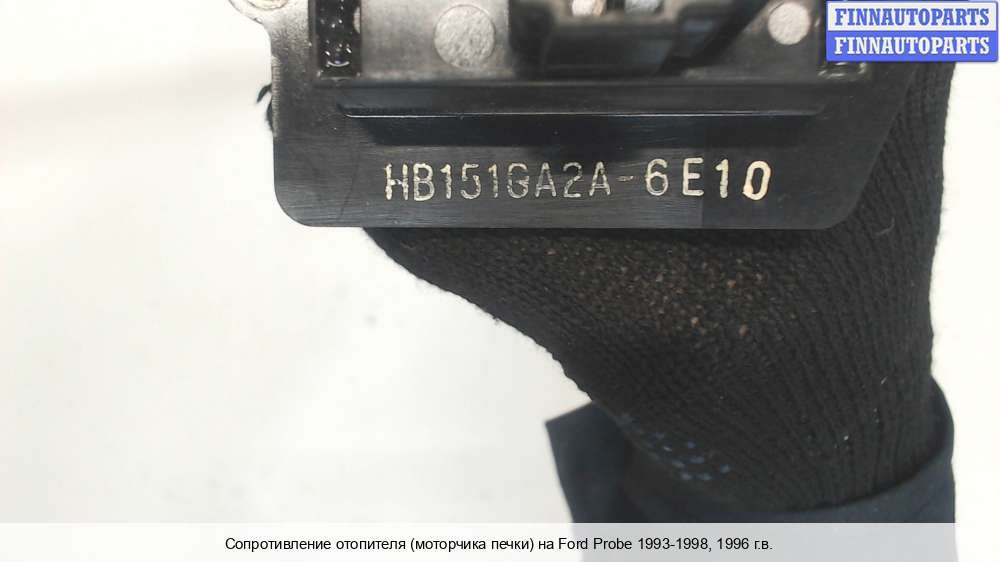 FINNAUTOPARTS
FINNAUTOPARTS
HB151GA2A-6E10
Сопротивление отопителя (моторчика печки) на Ford Probe 1993-1998, 1996 г.в.